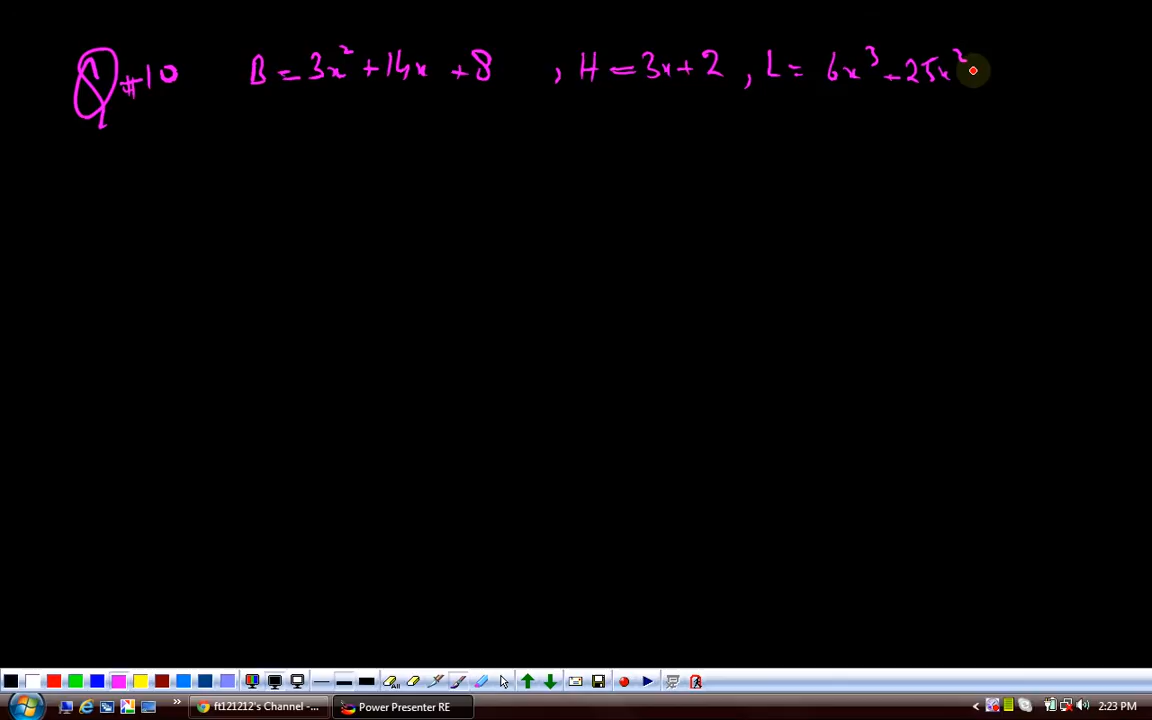 Q #10 B = 3x² + 14x + 8 , H = 3x + 2 , L = 6x³ + 25x²
ft121212's Channel -... Power Presenter RE 2:23 PM